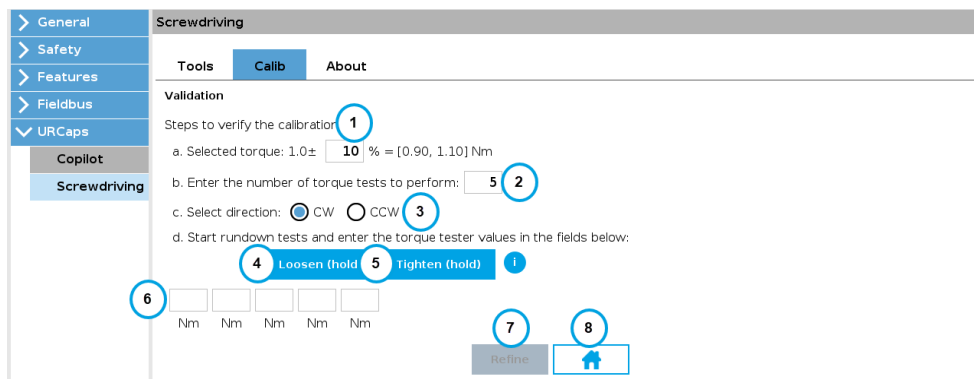 General
Screwdriving
Safety
Tools Calib About
Features
Fieldbus
Validation
URCaps
Steps to verify the calibration 1
Copilot
a. Selected torque: 1.0± 10 % = [0.90, 1.10] Nm
Screwdriving
b. Enter the number of torque tests to perform: 5 2
c. Select direction: CW CCW 3
d. Start rundown tests and enter the torque tester values in the fields below:
4 Loosen (hold 5 Tighten (hold) i
6
Nm Nm Nm Nm Nm
7 8
Refine